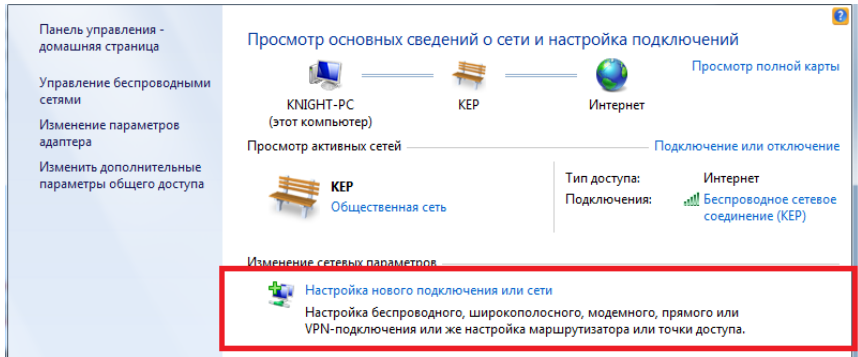 Панель управления -
домашняя страница
Управление беспроводными
сетями
Изменение параметров
адаптера
Изменить дополнительные
параметры общего доступа
Просмотр основных сведений о сети и настройка подключений
Просмотр полной карты
KNIGHT-PC
(этот компьютер)
KEP
Интернет
Просмотр активных сетей
Подключение или отключение
KEP
Общественная сеть
Тип доступа: Интернет
Подключения: Беспроводное сетевое
соединение (KEP)
Изменение сетевых параметров
Настройка нового подключения или сети
Настройка беспроводного, широкополосного, модемного, прямого или
VPN-подключения или же настройка маршрутизатора или точки доступа.